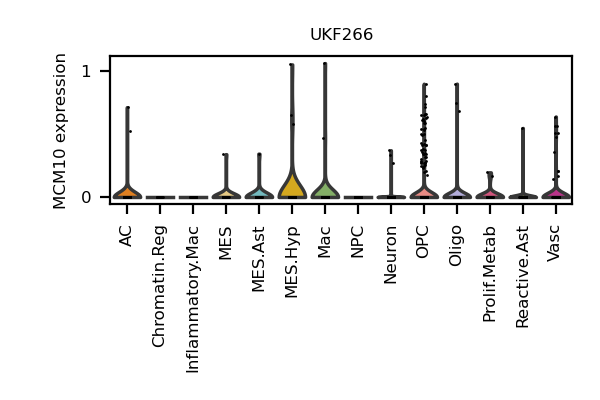 UKF266
MCM10 expression
1
0
AC
Chromatin.Reg
Inflammatory.Mac
MES
MES.Ast
MES.Hyp
Mac
NPC
Neuron
OPC
Oligo
Prolif.Metab
Reactive.Ast
Vasc